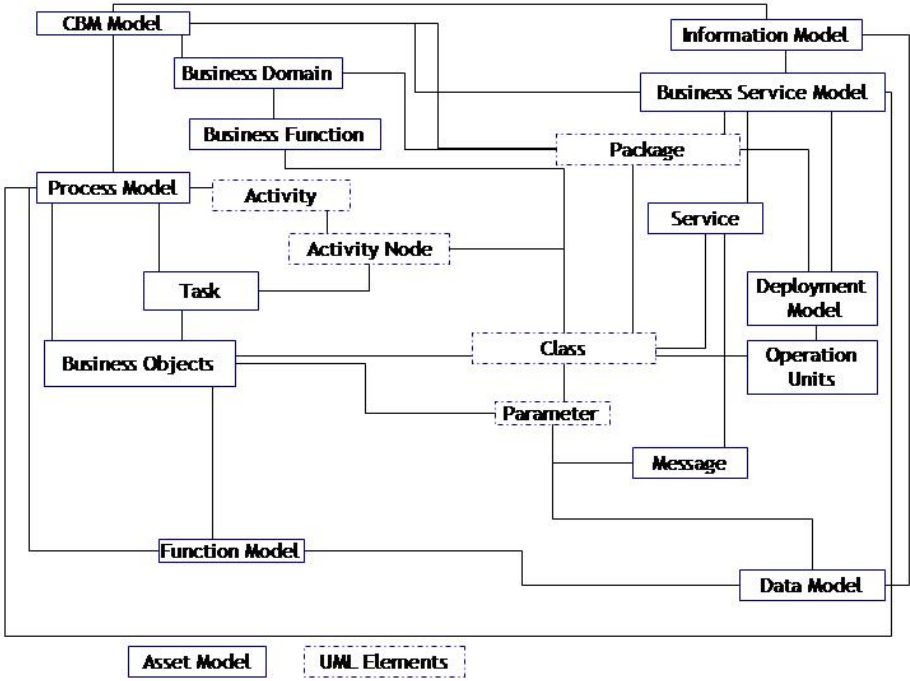 CBM Model
Information Model
Business Domain
Business Service Model
Business Function
Package
Process Model
Activity
Service
Activity Node
Task
Deployment
Model
Class
Business Objects
Operation
Units
Parameter
Message
Function Model
Data Model
Asset Model
UML Elements